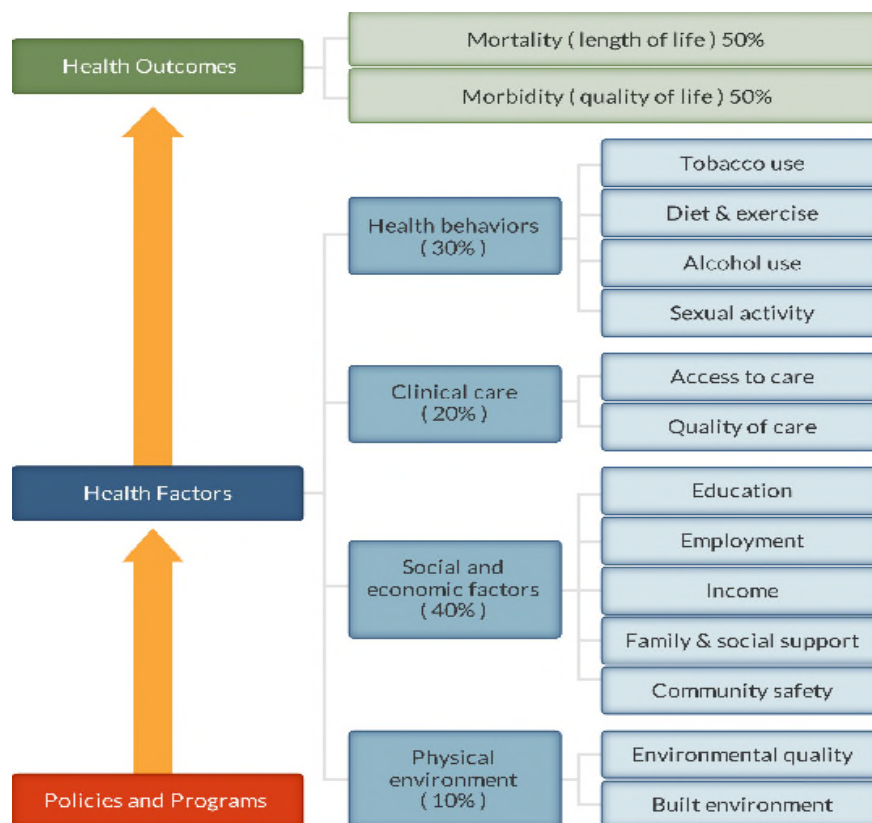 Health Outcomes
Mortality ( length of life ) 50%
Morbidity ( quality of life ) 50%
Health Factors
Health behaviors
( 30% )
Tobacco use
Diet & exercise
Alcohol use
Sexual activity
Clinical care
( 20% )
Access to care
Quality of care
Social and
economic factors
( 40% )
Education
Employment
Income
Family & social support
Community safety
Physical
environment
( 10% )
Environmental quality
Built environment
Policies and Programs